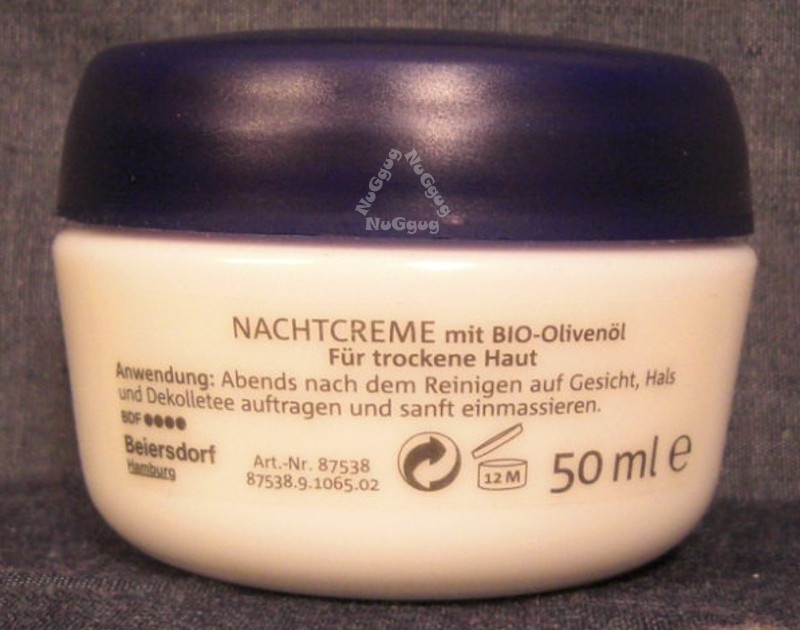 NuGgug
NuGgug
NuGgug
NACHTCREME mit BIO-Olivenöl
Für trockene Haut
Anwendung: Abends nach dem Reinigen auf Gesicht, Hals
und Dekolletee auftragen und sanft einmassieren.
BDF
Beiersdorf
Hamburg
Art.-Nr. 87538
87538.9.1065.02
12 M
50 ml e